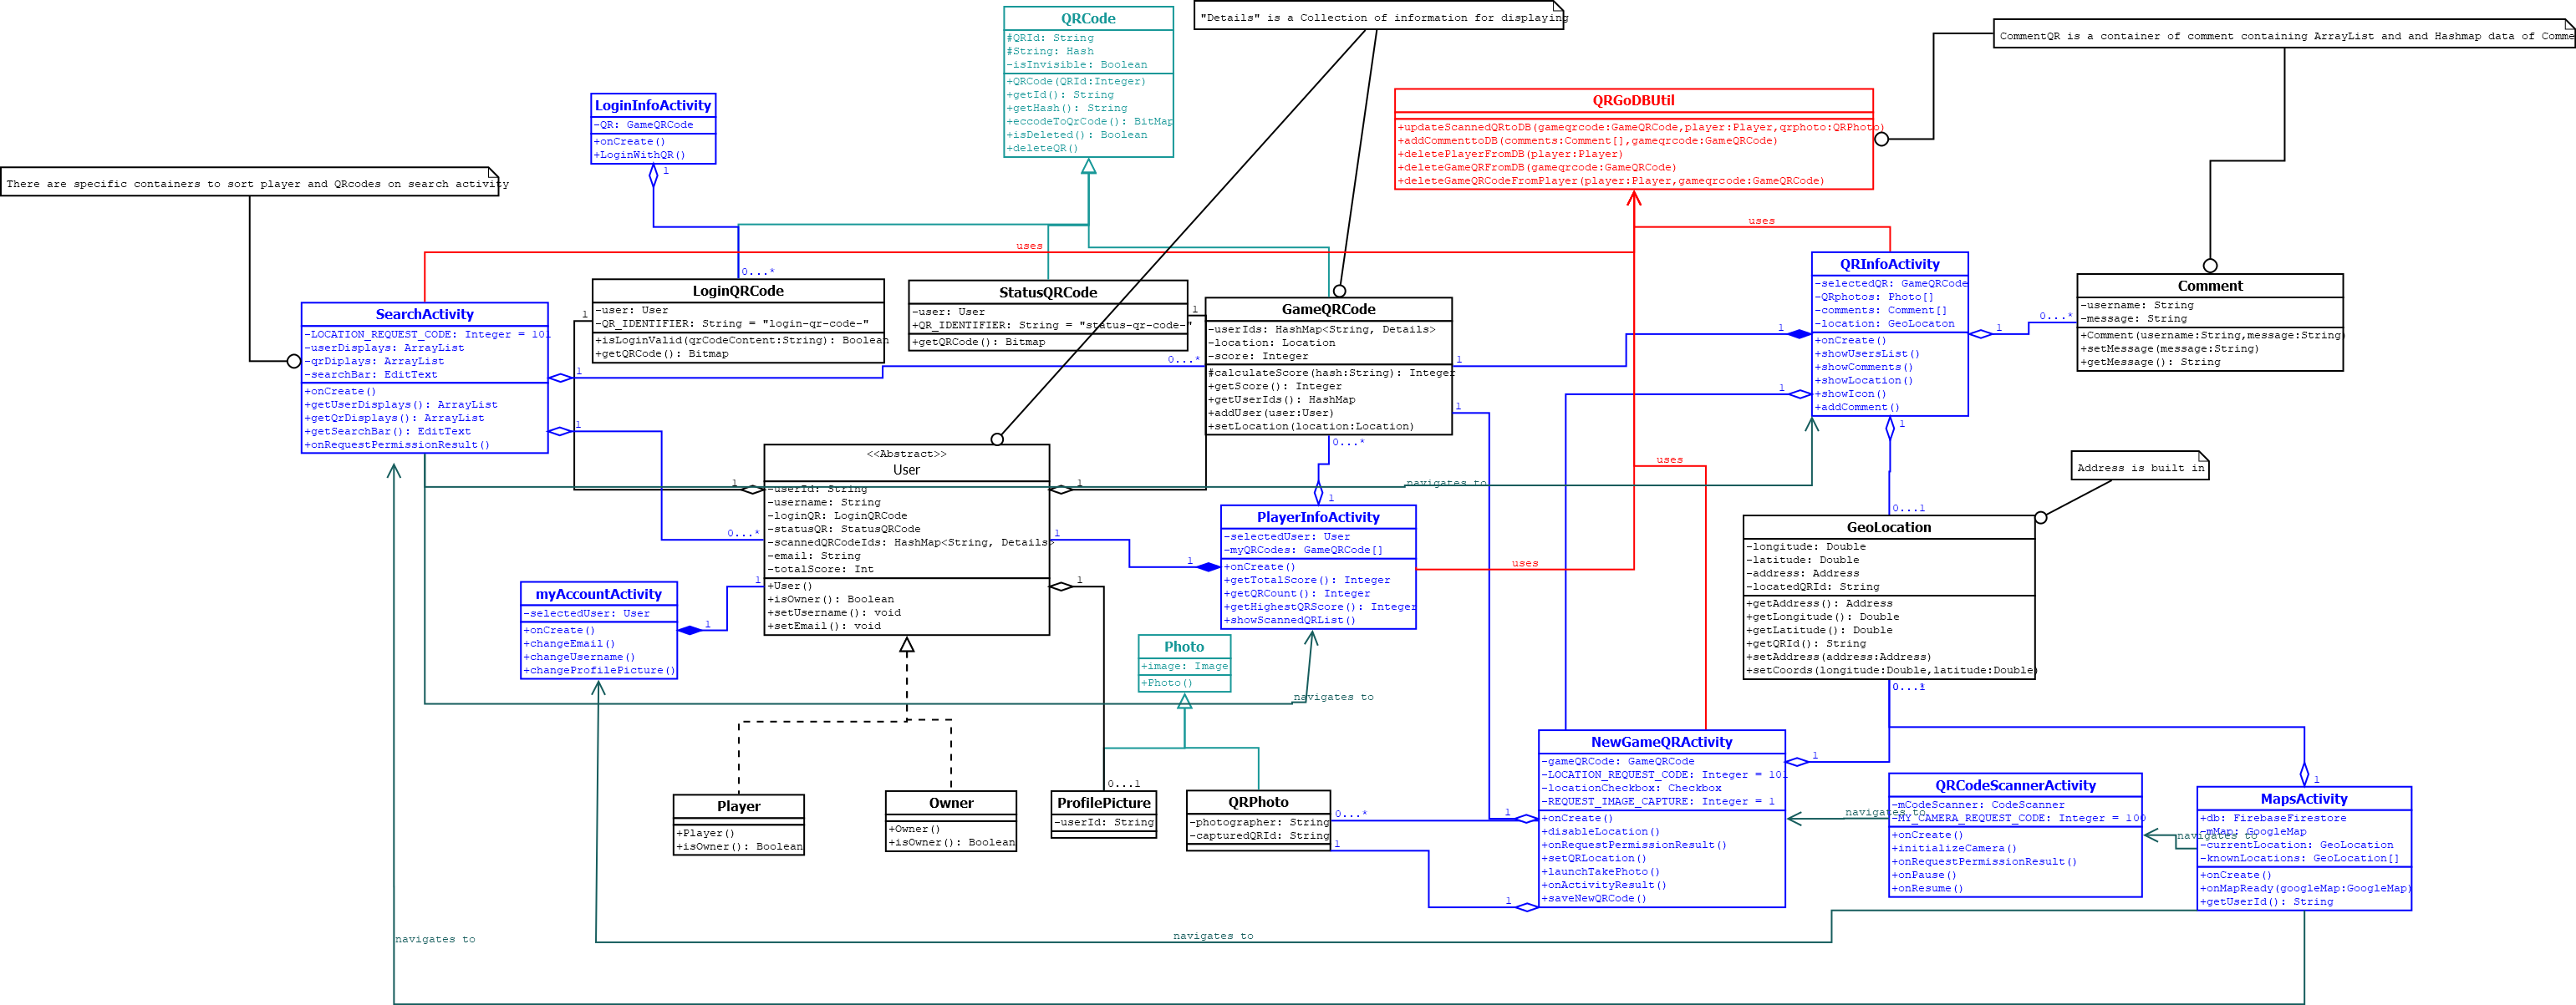 QRCode
#QRId: String
#String: Hash
-isInvisible: Boolean
+QRCode(QRId:Integer)
+getId(): String
+getHash(): String
+eccodeToQrCode(): BitMap
+isDeleted(): Boolean
+deleteQR()
"Details" is a Collection of information for displaying
CommentQR is a container of comment containing ArrayList and and Hashmap data of Comme
LoginInfoActivity
-QR: GameQRCode
+onCreate()
+LoginWithQR()
1
0...*
QRGoDBUtil
+updateScannedQRtoDB(gameqrcode:GameQRCode,player:Player,qrphoto:QRPhoto)
+addCommenttoDB(comments:Comment[],gameqrcode:GameQRCode)
+deletePlayerFromDB(player:Player)
+deleteGameQRFromDB(gameqrcode:GameQRCode)
+deleteGameQRCodeFromPlayer(player:Player,gameqrcode:GameQRCode)
There are specific containers to sort player and QRcodes on search activity
uses
uses
SearchActivity
-LOCATION_REQUEST_CODE: Integer = 101
-userDisplays: ArrayList
-qrDiplays: ArrayList
-searchBar: EditText
+onCreate()
+getUserDisplays(): ArrayList
+getQrDisplays(): ArrayList
+getSearchBar(): EditText
+onRequestPermissionResult()
1
1
LoginQRCode
-user: User
-QR_IDENTIFIER: String = "login-qr-code-"
+isLoginValid(qrCodeContent:String): Boolean
+getQRCode(): Bitmap
1
StatusQRCode
-user: User
+QR_IDENTIFIER: String = "status-qr-code-"
+getQRCode(): Bitmap
1
0...*
GameQRCode
-userIds: HashMap<String, Details>
-location: Location
-score: Integer
#calculateScore(hash:String): Integer
+getScore(): Integer
+getUserIds(): HashMap
+addUser(user:User)
+setLocation(location:Location)
1
1
0...*
QRInfoActivity
-selectedQR: GameQRCode
-QRphotos: Photo[]
-comments: Comment[]
-location: GeoLocaton
+onCreate()
+showUsersList()
+showComments()
+showLocation()
+showIcon()
+addComment()
1
1
1
1
0...*
Comment
-username: String
-message: String
+Comment(username:String,message:String)
+setMessage(message:String)
+getMessage(): String
<<Abstract>>
User
-userId: String
-username: String
-loginQR: LoginQRCode
-statusQR: StatusQRCode
-scannedQRCodeIds: HashMap<String, Details>
-email: String
-totalScore: Int
+User()
+isOwner(): Boolean
+setUsername(): void
+setEmail(): void
1
1
0...*
1
1
1
navigates to
uses
Address is built in
PlayerInfoActivity
-selectedUser: User
-myQRCodes: GameQRCode[]
+onCreate()
+getTotalScore(): Integer
+getQRCount(): Integer
+getHighestQRScore(): Integer
+showScannedQRList()
1
1
uses
0...1
GeoLocation
-longitude: Double
-latitude: Double
-address: Address
-locatedQRId: String
+getAddress(): Address
+getLongitude(): Double
+getLatitude(): Double
+getQRId(): String
+setAddress(address:Address)
+setCoords(longitude:Double,latitude:Double)
myAccountActivity
-selectedUser: User
+onCreate()
+changeEmail()
+changeUsername()
+changeProfilePicture()
1
Photo
+image: Image
+Photo()
navigates to
Player
+Player()
+isOwner(): Boolean
Owner
+Owner()
+isOwner(): Boolean
0...1
ProfilePicture
-userId: String
QRPhoto
-photographer: String
-capturedQRId: String
0...*
1
NewGameQRActivity
-gameQRCode: GameQRCode
-LOCATION_REQUEST_CODE: Integer = 101
-locationCheckbox: Checkbox
-REQUEST_IMAGE_CAPTURE: Integer = 1
+onCreate()
+disableLocation()
+onRequestPermissionResult()
+setQRLocation()
+launchTakePhoto()
+onActivityResult()
+saveNewQRCode()
1
1
1
navigates to
QRCodeScannerActivity
-mCodeScanner: CodeScanner
-MY_CAMERA_REQUEST_CODE: Integer = 100
+onCreate()
+initializeCamera()
+onRequestPermissionResult()
+onPause()
+onResume()
navigates to
1
MapsActivity
+db: FirebaseFirestore
-mMap: GoogleMap
-currentLocation: GeoLocation
-knownLocations: GeoLocation[]
+onCreate()
+onMapReady(googleMap:GoogleMap)
+getUserId(): String
navigates to
navigates to